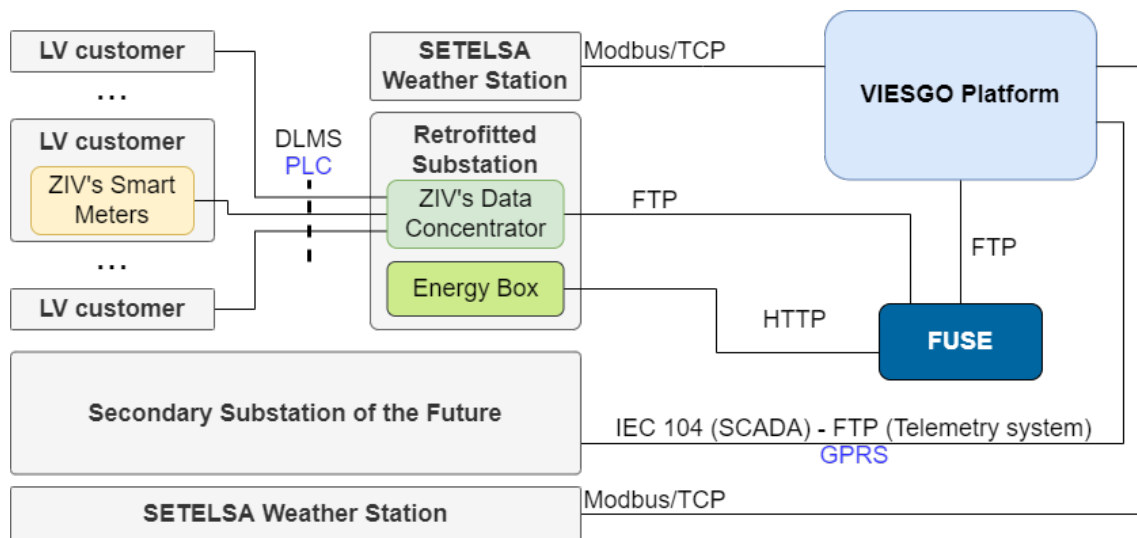 LV customer
...
LV customer
ZIV's Smart
Meters
...
LV customer
DLMS
PLC
SETELSA
Weather Station
Retrofitted
Substation
ZIV's Data
Concentrator
Energy Box
Modbus/TCP
VIESGO Platform
FTP
FTP
HTTP
FUSE
Secondary Substation of the Future
IEC 104 (SCADA) - FTP (Telemetry system)
GPRS
SETELSA Weather Station
Modbus/TCP